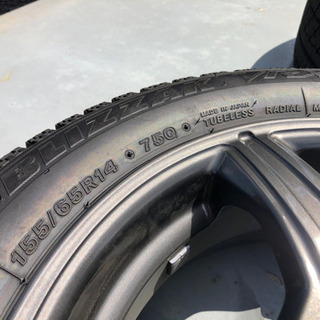 BLIZZAK
155/65R14 75Q
MADE IN JAPAN
TUBELESS
RADIAL